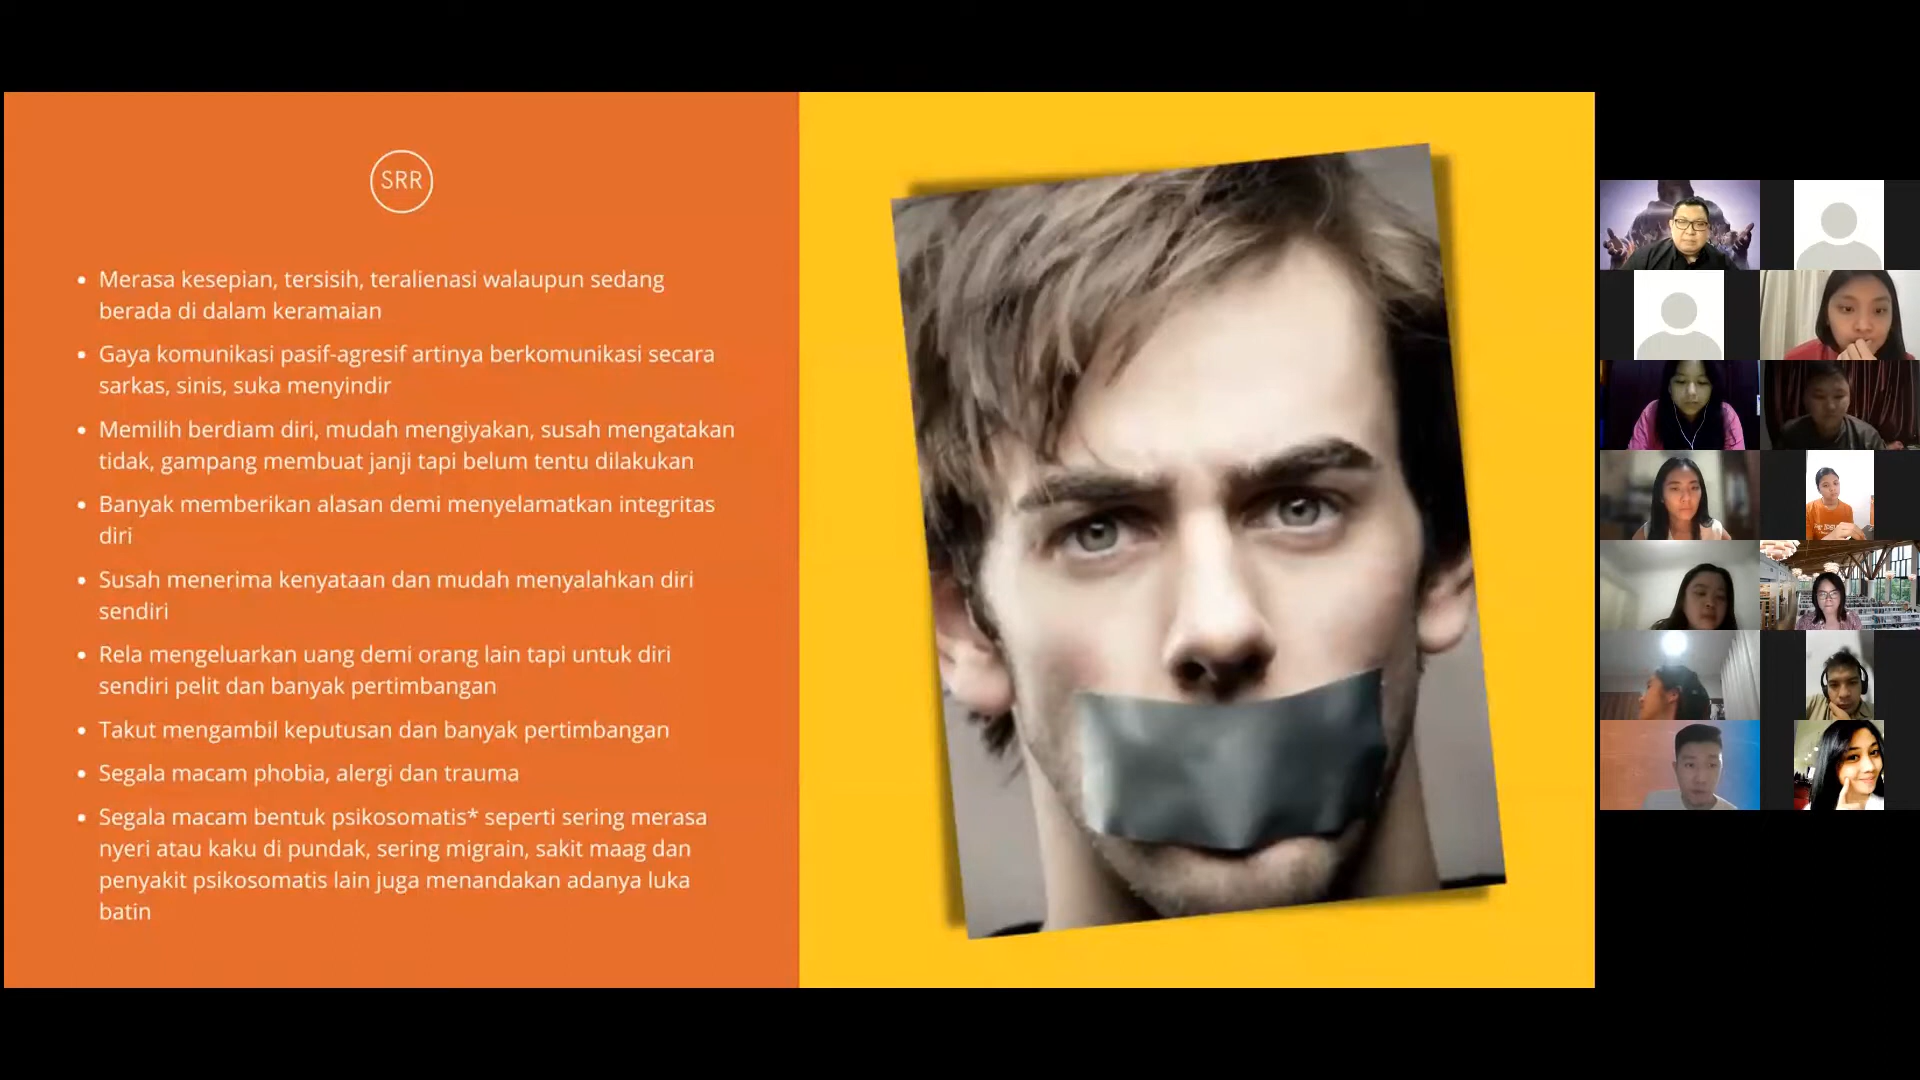 SRR
Merasa kesepian, tersisih, teralienasi walaupun sedang
berada di dalam keramaian
Gaya komunikasi pasif-agresif artinya berkomunikasi secara
sarkas, sinis, suka menyindir
Memilih berdiam diri, mudah mengiyakan, susah mengatakan
tidak, gampang membuat janji tapi belum tentu dilakukan
Banyak memberikan alasan demi menyelamatkan integritas
diri
Susah menerima kenyataan dan mudah menyalahkan diri
sendiri
Rela mengeluarkan uang demi orang lain tapi untuk diri
sendiri pelit dan banyak pertimbangan
Takut mengambil keputusan dan banyak pertimbangan
Segala macam phobia, alergi dan trauma
Segala macam bentuk psikosomatis* seperti sering merasa
nyeri atau kaku di pundak, sering migrain, sakit maag dan
penyakit psikosomatis lain juga menandakan adanya luka
batin